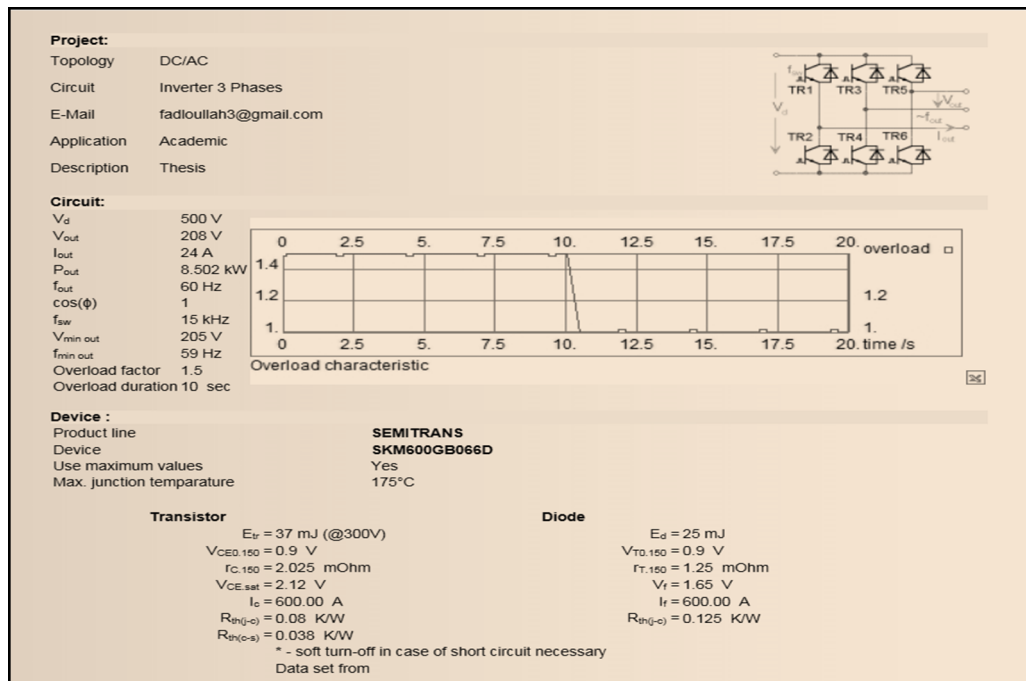 Project:
Topology DC/AC
Circuit Inverter 3 Phases
E-Mail fadloullah3@gmail.com
Application Academic
Description Thesis
TR1 TR3 TR5
Vd
Vout
~fout
Iout
TR2 TR4 TR6
Circuit:
Vd 500 V
Vout 208 V
Iout 24 A
Pout 8.502 kW
fout 60 Hz
cos(ϕ) 1
fsw 15 kHz
Vmin out 205 V
fmin out 59 Hz
Overload factor 1.5
Overload duration 10 sec
0 2.5 5. 7.5 10. 12.5 15. 17.5 20. overload
1.4
1.2 1.2
1. 1.
0 2.5 5. 7.5 10. 12.5 15. 17.5 20. time /s
Overload characteristic
Device :
Product line SEMITRANS
Device SKM600GB066D
Use maximum values Yes
Max. junction temparature 175°C
Transistor Diode
Etr = 37 mJ (@300V) Ed = 25 mJ
VCE0.150 = 0.9 V VT0.150 = 0.9 V
rC.150 = 2.025 mOhm rT.150 = 1.25 mOhm
VCE.sat = 2.12 V Vf = 1.65 V
Ic = 600.00 A If = 600.00 A
Rth(j-c) = 0.08 K/W Rth(j-c) = 0.125 K/W
Rth(c-s) = 0.038 K/W
* - soft turn-off in case of short circuit necessary
Data set from